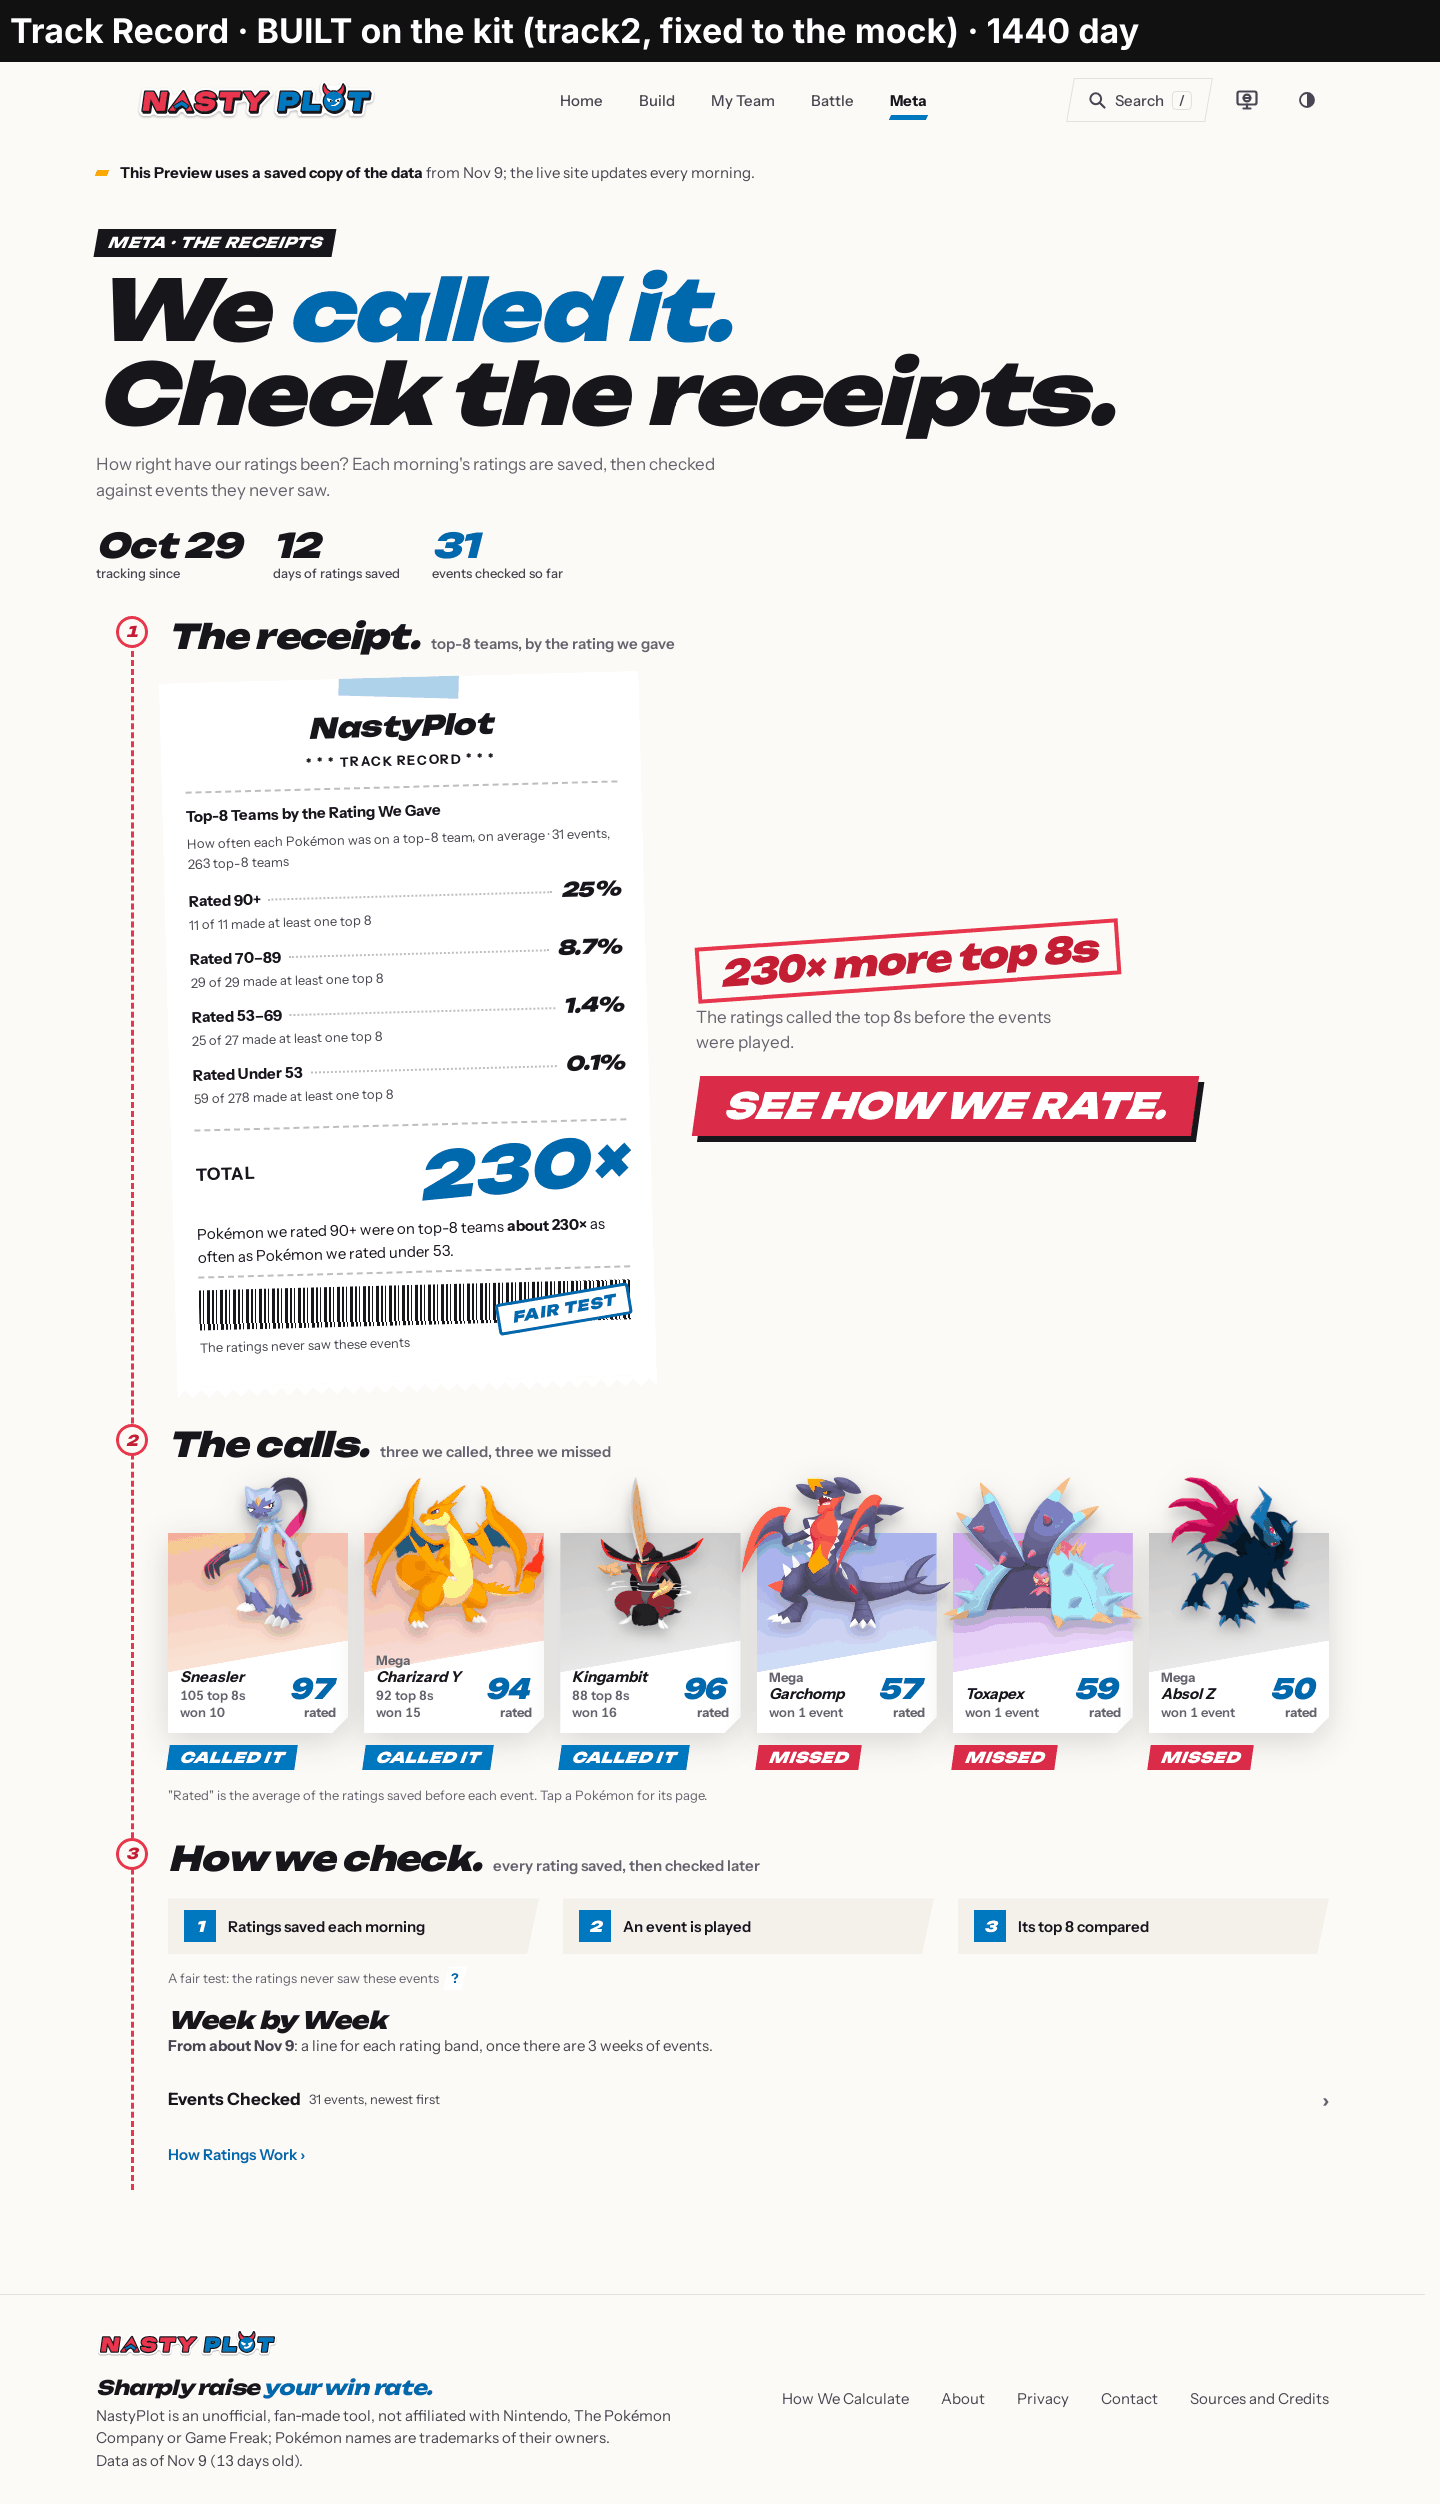 Track Record · BUILT on the kit (track2, fixed to the mock) · 1440 day
NASTY PLOT
Home
Build
My Team
Battle
Meta
Search /
This Preview uses a saved copy of the data from Nov 9; the live site updates every morning.
META · THE RECEIPTS
We called it.
Check the receipts.
How right have our ratings been? Each morning's ratings are saved, then checked
against events they never saw.
Oct 29
tracking since
12
days of ratings saved
31
events checked so far
1
The receipt. top-8 teams, by the rating we gave
NastyPlot
* * * TRACK RECORD * * *
Top-8 Teams by the Rating We Gave
How often each Pokémon was on a top-8 team, on average · 31 events,
263 top-8 teams
Rated 90+ 25%
11 of 11 made at least one top 8
Rated 70–89 8.7%
29 of 29 made at least one top 8
Rated 53–69 1.4%
25 of 27 made at least one top 8
Rated Under 53 0.1%
59 of 278 made at least one top 8
TOTAL 230×
Pokémon we rated 90+ were on top-8 teams about 230× as
often as Pokémon we rated under 53.
FAIR TEST
The ratings never saw these events
230× more top 8s
The ratings called the top 8s before the events
were played.
SEE HOW WE RATE.
2
The calls. three we called, three we missed
Sneasler
105 top 8s
won 10
97
rated
CALLED IT
Mega
Charizard Y
92 top 8s
won 15
94
rated
CALLED IT
Kingambit
88 top 8s
won 16
96
rated
CALLED IT
Mega
Garchomp
won 1 event
57
rated
MISSED
Toxapex
won 1 event
59
rated
MISSED
Mega
Absol Z
won 1 event
50
rated
MISSED
"Rated" is the average of the ratings saved before each event. Tap a Pokémon for its page.
3
How we check. every rating saved, then checked later
1 Ratings saved each morning
2 An event is played
3 Its top 8 compared
A fair test: the ratings never saw these events ?
Week by Week
From about Nov 9: a line for each rating band, once there are 3 weeks of events.
Events Checked 31 events, newest first ›
How Ratings Work ›
NASTY PLOT
Sharply raise your win rate.
NastyPlot is an unofficial, fan-made tool, not affiliated with Nintendo, The Pokémon
Company or Game Freak; Pokémon names are trademarks of their owners.
Data as of Nov 9 (13 days old).
How We Calculate
About
Privacy
Contact
Sources and Credits